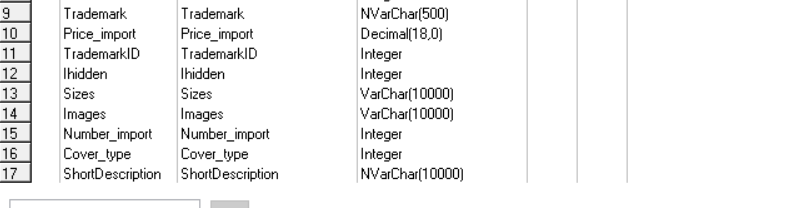 9 Trademark Trademark NVarChar(500)
10 Price_import Price_import Decimal(18,0)
11 TrademarkID TrademarkID Integer
12 Ihidden Ihidden Integer
13 Sizes Sizes VarChar(10000)
14 Images Images VarChar(10000)
15 Number_import Number_import Integer
16 Cover_type Cover_type Integer
17 ShortDescription ShortDescription NVarChar(10000)